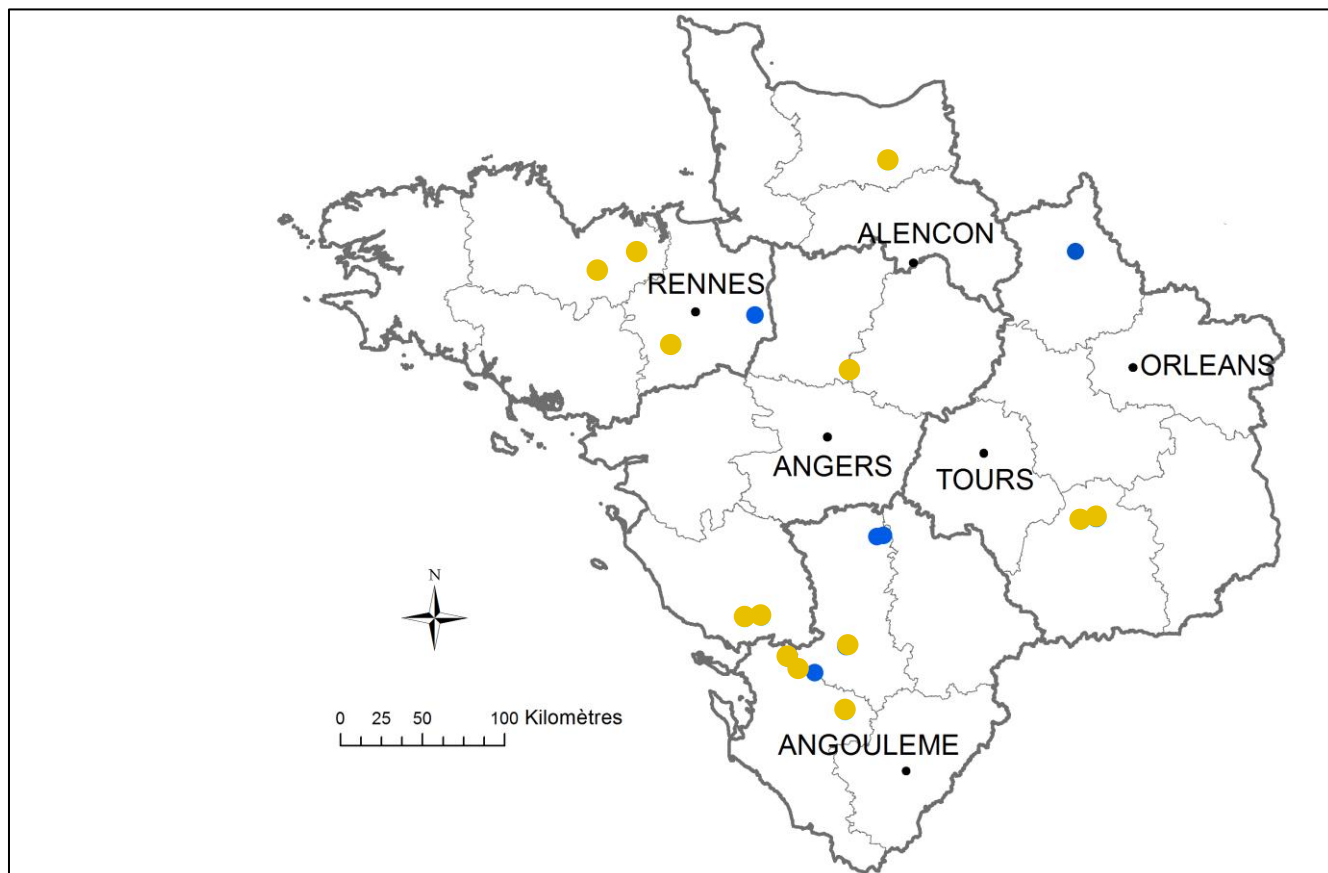 ALENCON
RENNES
ORLEANS
ANGERS
TOURS
N
0 25 50 100 Kilomètres
ANGOULEME